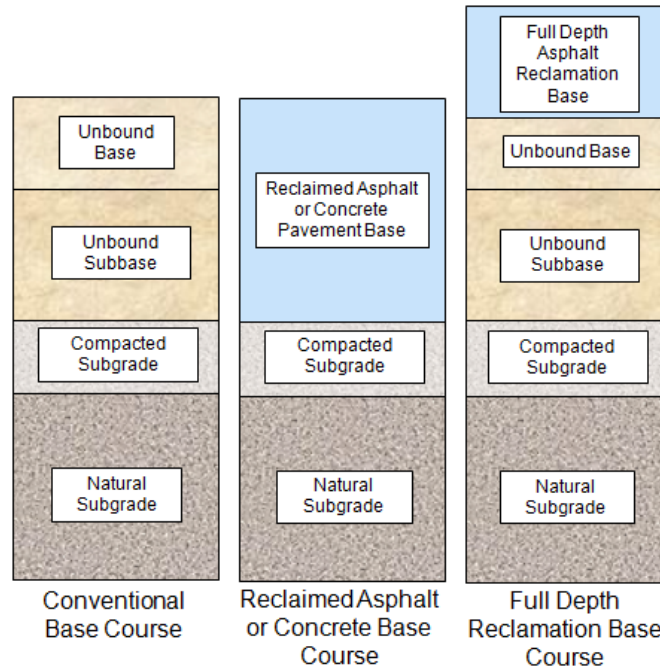 Unbound
Base
Unbound
Subbase
Compacted
Subgrade
Natural
Subgrade
Conventional
Base Course
Reclaimed Asphalt
or Concrete
Pavement Base
Compacted
Subgrade
Natural
Subgrade
Reclaimed Asphalt
or Concrete Base
Course
Full Depth
Asphalt
Reclamation
Base
Unbound Base
Unbound
Subbase
Compacted
Subgrade
Natural
Subgrade
Full Depth
Reclamation Base
Course